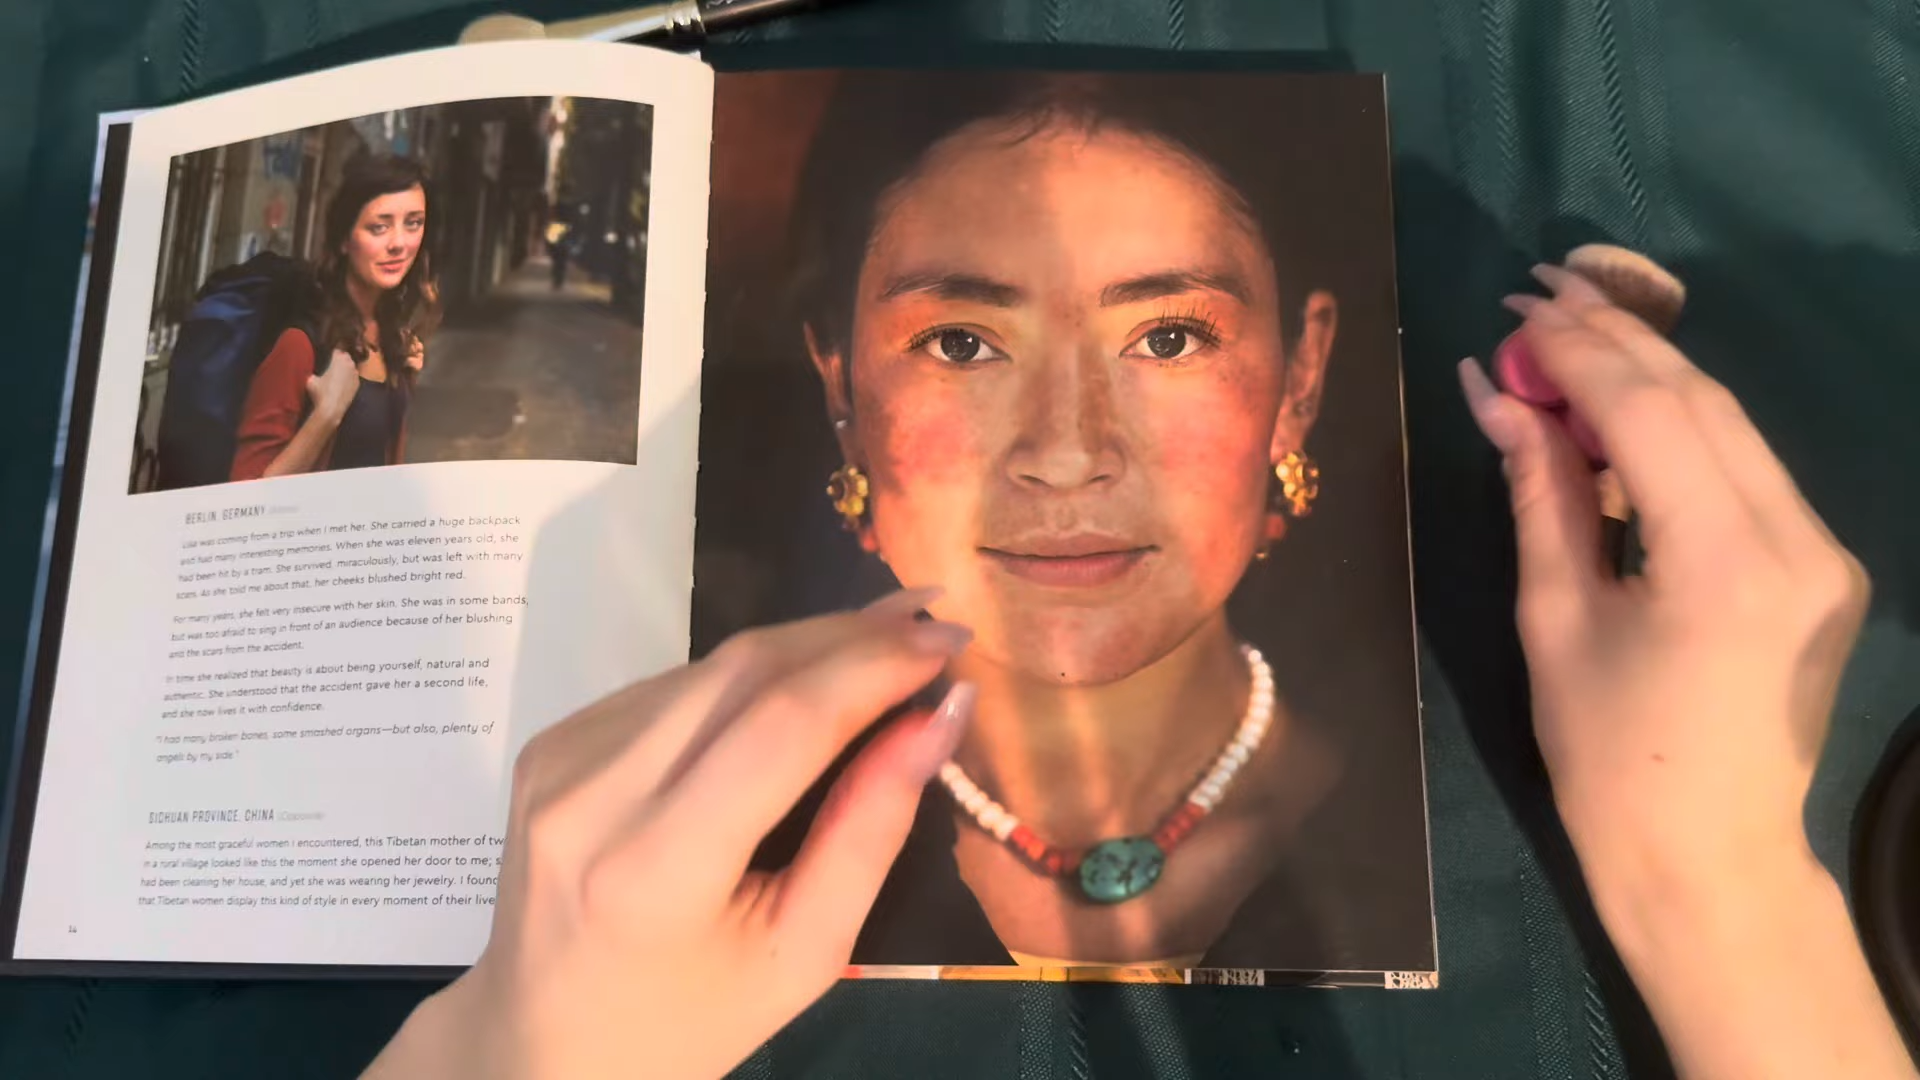 BERLIN, GERMANY
Lisa was coming from a trip when I met her. She carried a huge backpack
and had many interesting memories. When she was eleven years old, she
had been hit by a tram. She survived, miraculously, but was left with many
scars. As she told me about that, her cheeks blushed bright red.
For many years, she felt very insecure with her skin. She was in some bands,
but was too afraid to sing in front of an audience because of her blushing
and the scars from the accident.
In time she realized that beauty is about being yourself, natural and
authentic. She understood that the accident gave her a second life,
and she now lives it with confidence.
"I had many broken bones, some smashed organs—but also, plenty of
angels by my side."
SICHUAN PROVINCE, CHINA (Opposite)
Among the most graceful women I encountered, this Tibetan mother of tw
in a rural village looked like this the moment she opened her door to me; s
had been cleaning her house, and yet she was wearing her jewelry. I found
that Tibetan women display this kind of style in every moment of their live